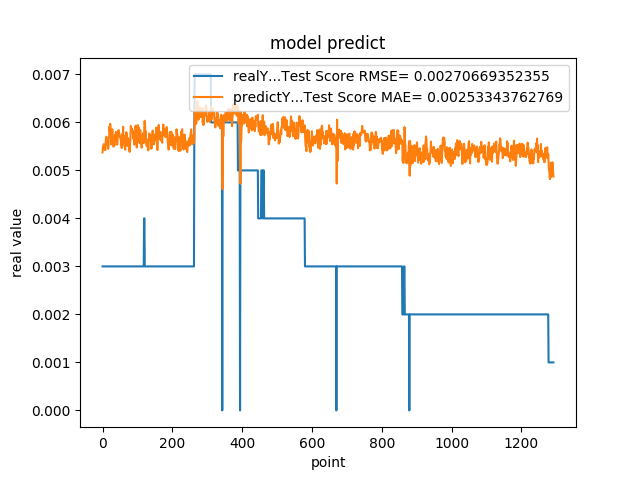 model predict
realY...Test Score RMSE= 0.00270669352355
predictY...Test Score MAE= 0.00253343762769
real value
0.007
0.006
0.005
0.004
0.003
0.002
0.001
0.000
0 200 400 600 800 1000 1200
point